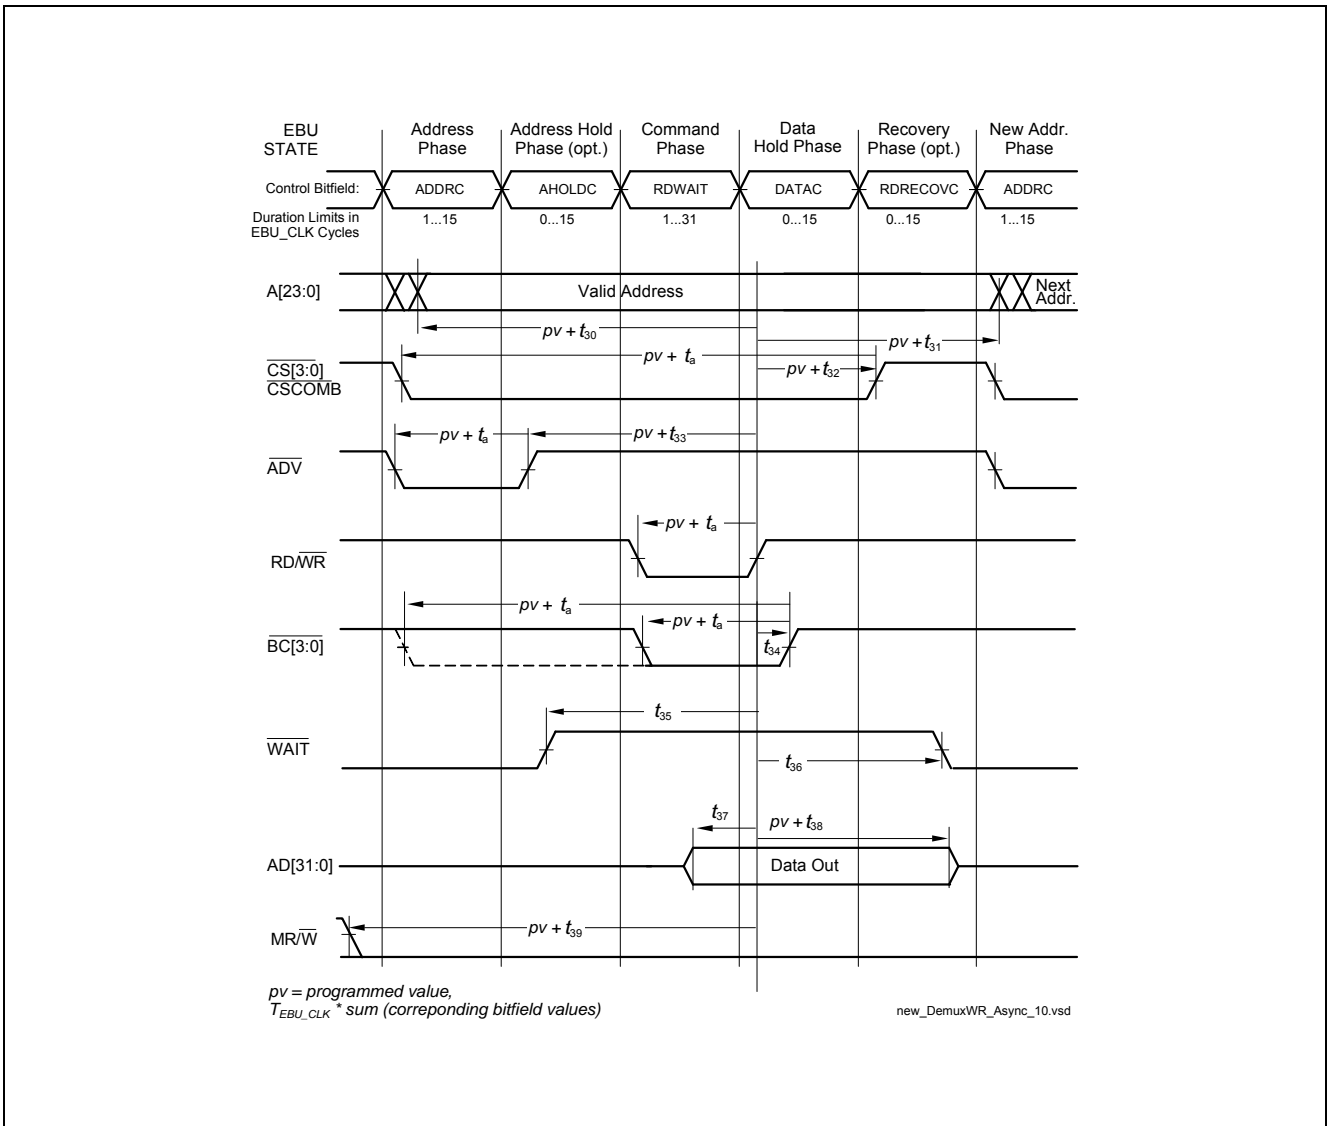 EBU STATE
Address Phase
Address Hold Phase (opt.)
Command Phase
Data Hold Phase
Recovery Phase (opt.)
New Addr. Phase
Control Bitfield: ADDRC AHOLDC RDWAIT DATAC RDRECOVC ADDRC
Duration Limits in EBU_CLK Cycles 1...15 0...15 1...31 0...15 0...15 1...15
A[23:0] Valid Address Next Addr.
pv + t30
pv + t31
pv + ta
pv + t32
CS[3:0]
CSCOMB
pv + ta pv + t33
ADV
pv + ta
RD/WR
pv + ta
pv + ta
BC[3:0] t34
t35
WAIT
t36
t37 pv + t38
AD[31:0] Data Out
MR/W pv + t39
pv = programmed value,
TEBU_CLK * sum (correponding bitfield values)
new_DemuxWR_Async_10.vsd